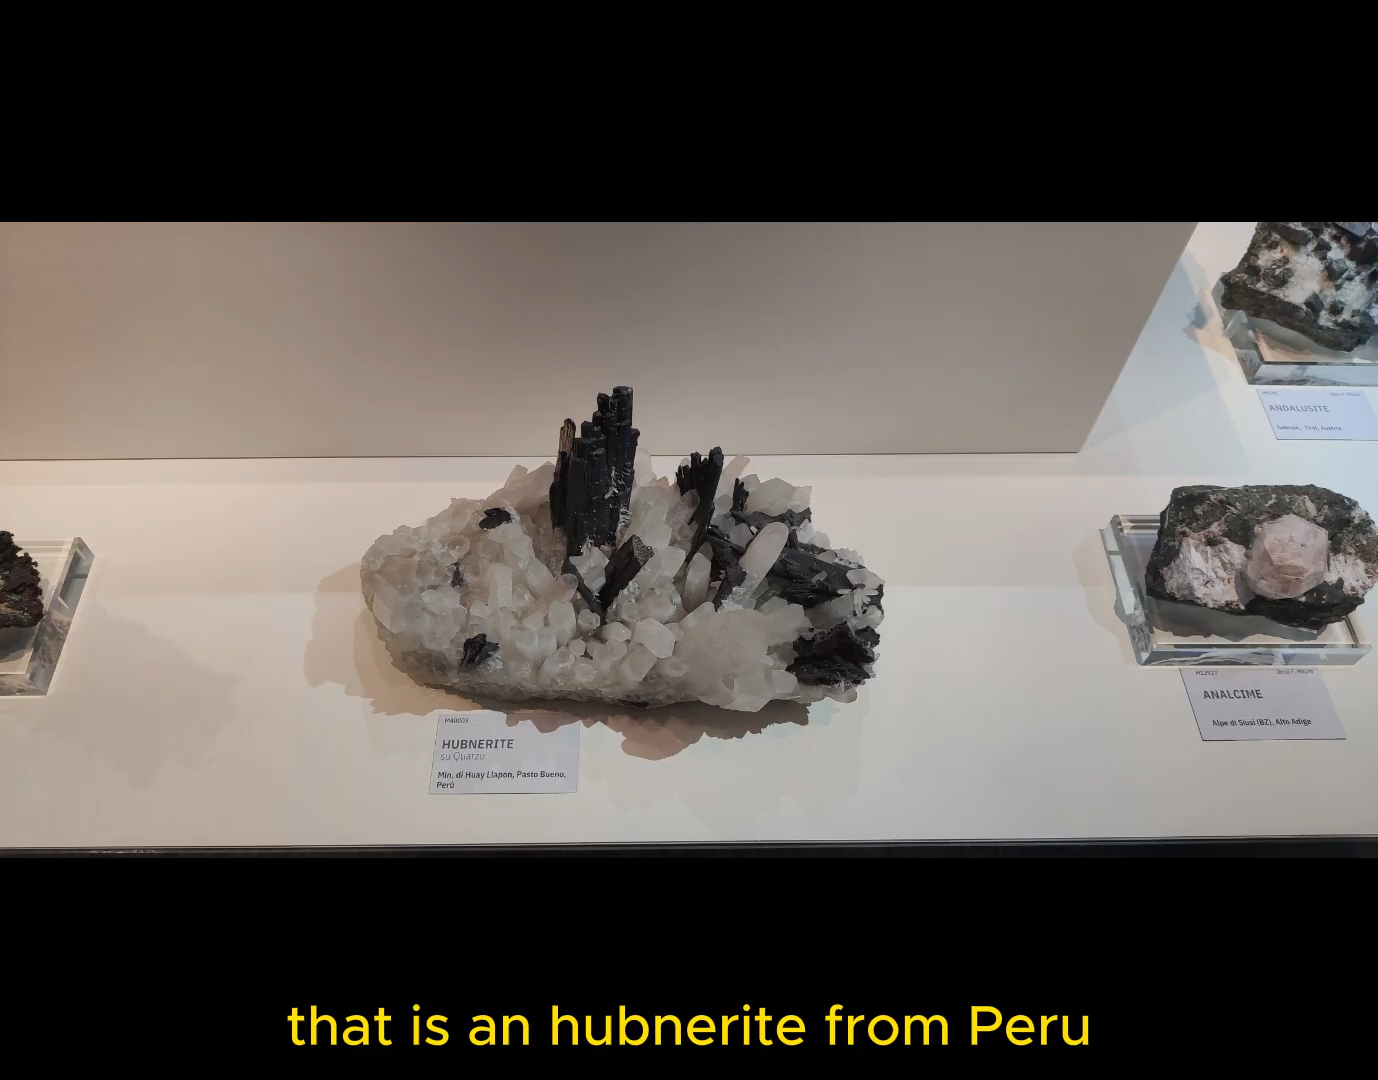 ANDALUSITE
M12927
ANALCIME
Alpe di Siusi (BZ), Alto Adige
M40003
HUBNERITE
su Quarzo
Min. di Huay Llapon, Pasto Bueno,
Perù
that is an hubnerite from Peru